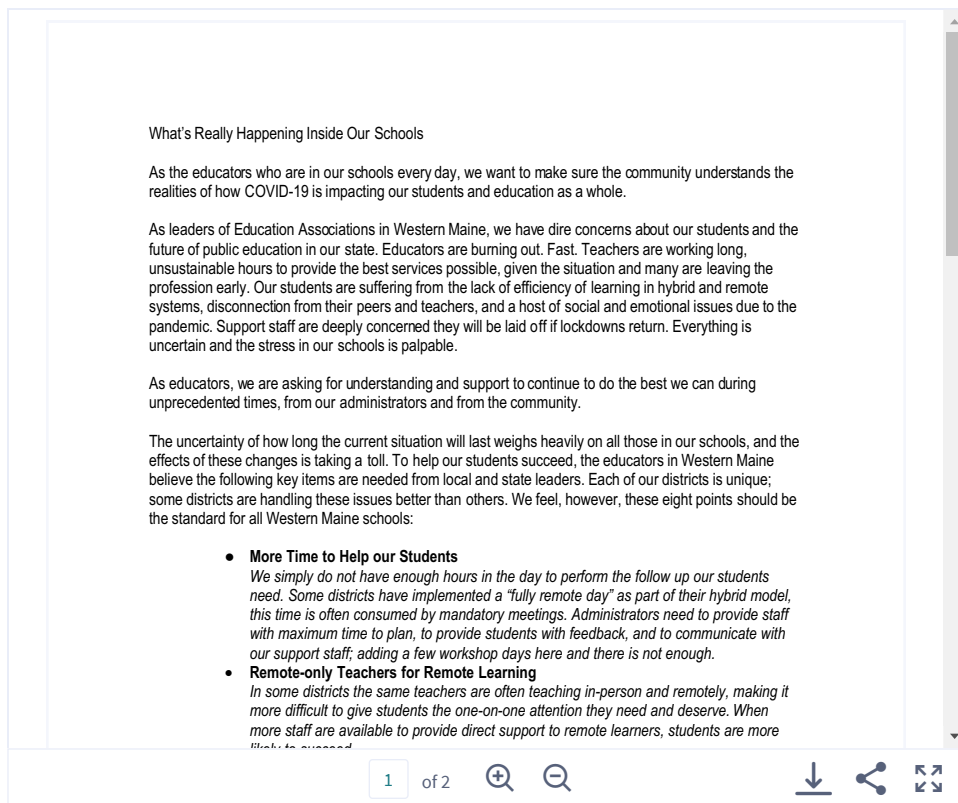 What's Really Happening Inside Our Schools
As the educators who are in our schools every day, we want to make sure the community understands the
realities of how COVID-19 is impacting our students and education as a whole.
As leaders of Education Associations in Western Maine, we have dire concerns about our students and the
future of public education in our state. Educators are burning out. Fast. Teachers are working long,
unsustainable hours to provide the best services possible, given the situation and many are leaving the
profession early. Our students are suffering from the lack of efficiency of learning in hybrid and remote
systems, disconnection from their peers and teachers, and a host of social and emotional issues due to the
pandemic. Support staff are deeply concerned they will be laid off if lockdowns return. Everything is
uncertain and the stress in our schools is palpable.
As educators, we are asking for understanding and support to continue to do the best we can during
unprecedented times, from our administrators and from the community.
The uncertainty of how long the current situation will last weighs heavily on all those in our schools, and the
effects of these changes is taking a toll. To help our students succeed, the educators in Western Maine
believe the following key items are needed from local and state leaders. Each of our districts is unique;
some districts are handling these issues better than others. We feel, however, these eight points should be
the standard for all Western Maine schools:
● More Time to Help our Students
We simply do not have enough hours in the day to perform the follow up our students
need. Some districts have implemented a “fully remote day” as part of their hybrid model,
this time is often consumed by mandatory meetings. Administrators need to provide staff
with maximum time to plan, to provide students with feedback, and to communicate with
our support staff; adding a few workshop days here and there is not enough.
● Remote-only Teachers for Remote Learning
In some districts the same teachers are often teaching in-person and remotely, making it
more difficult to give students the one-on-one attention they need and deserve. When
more staff are available to provide direct support to remote learners, students are more
likely to succeed
1 of 2